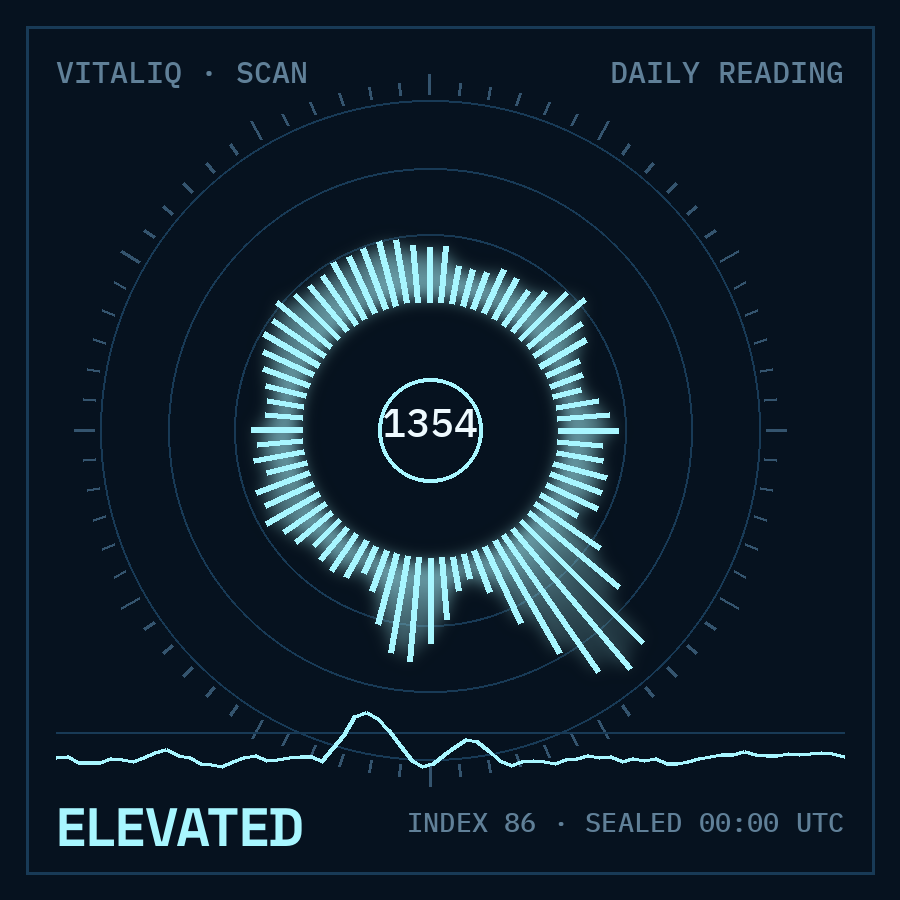 VITALIQ · SCAN
DAILY READING
1354
ELEVATED
INDEX 86 · SEALED 00:00 UTC